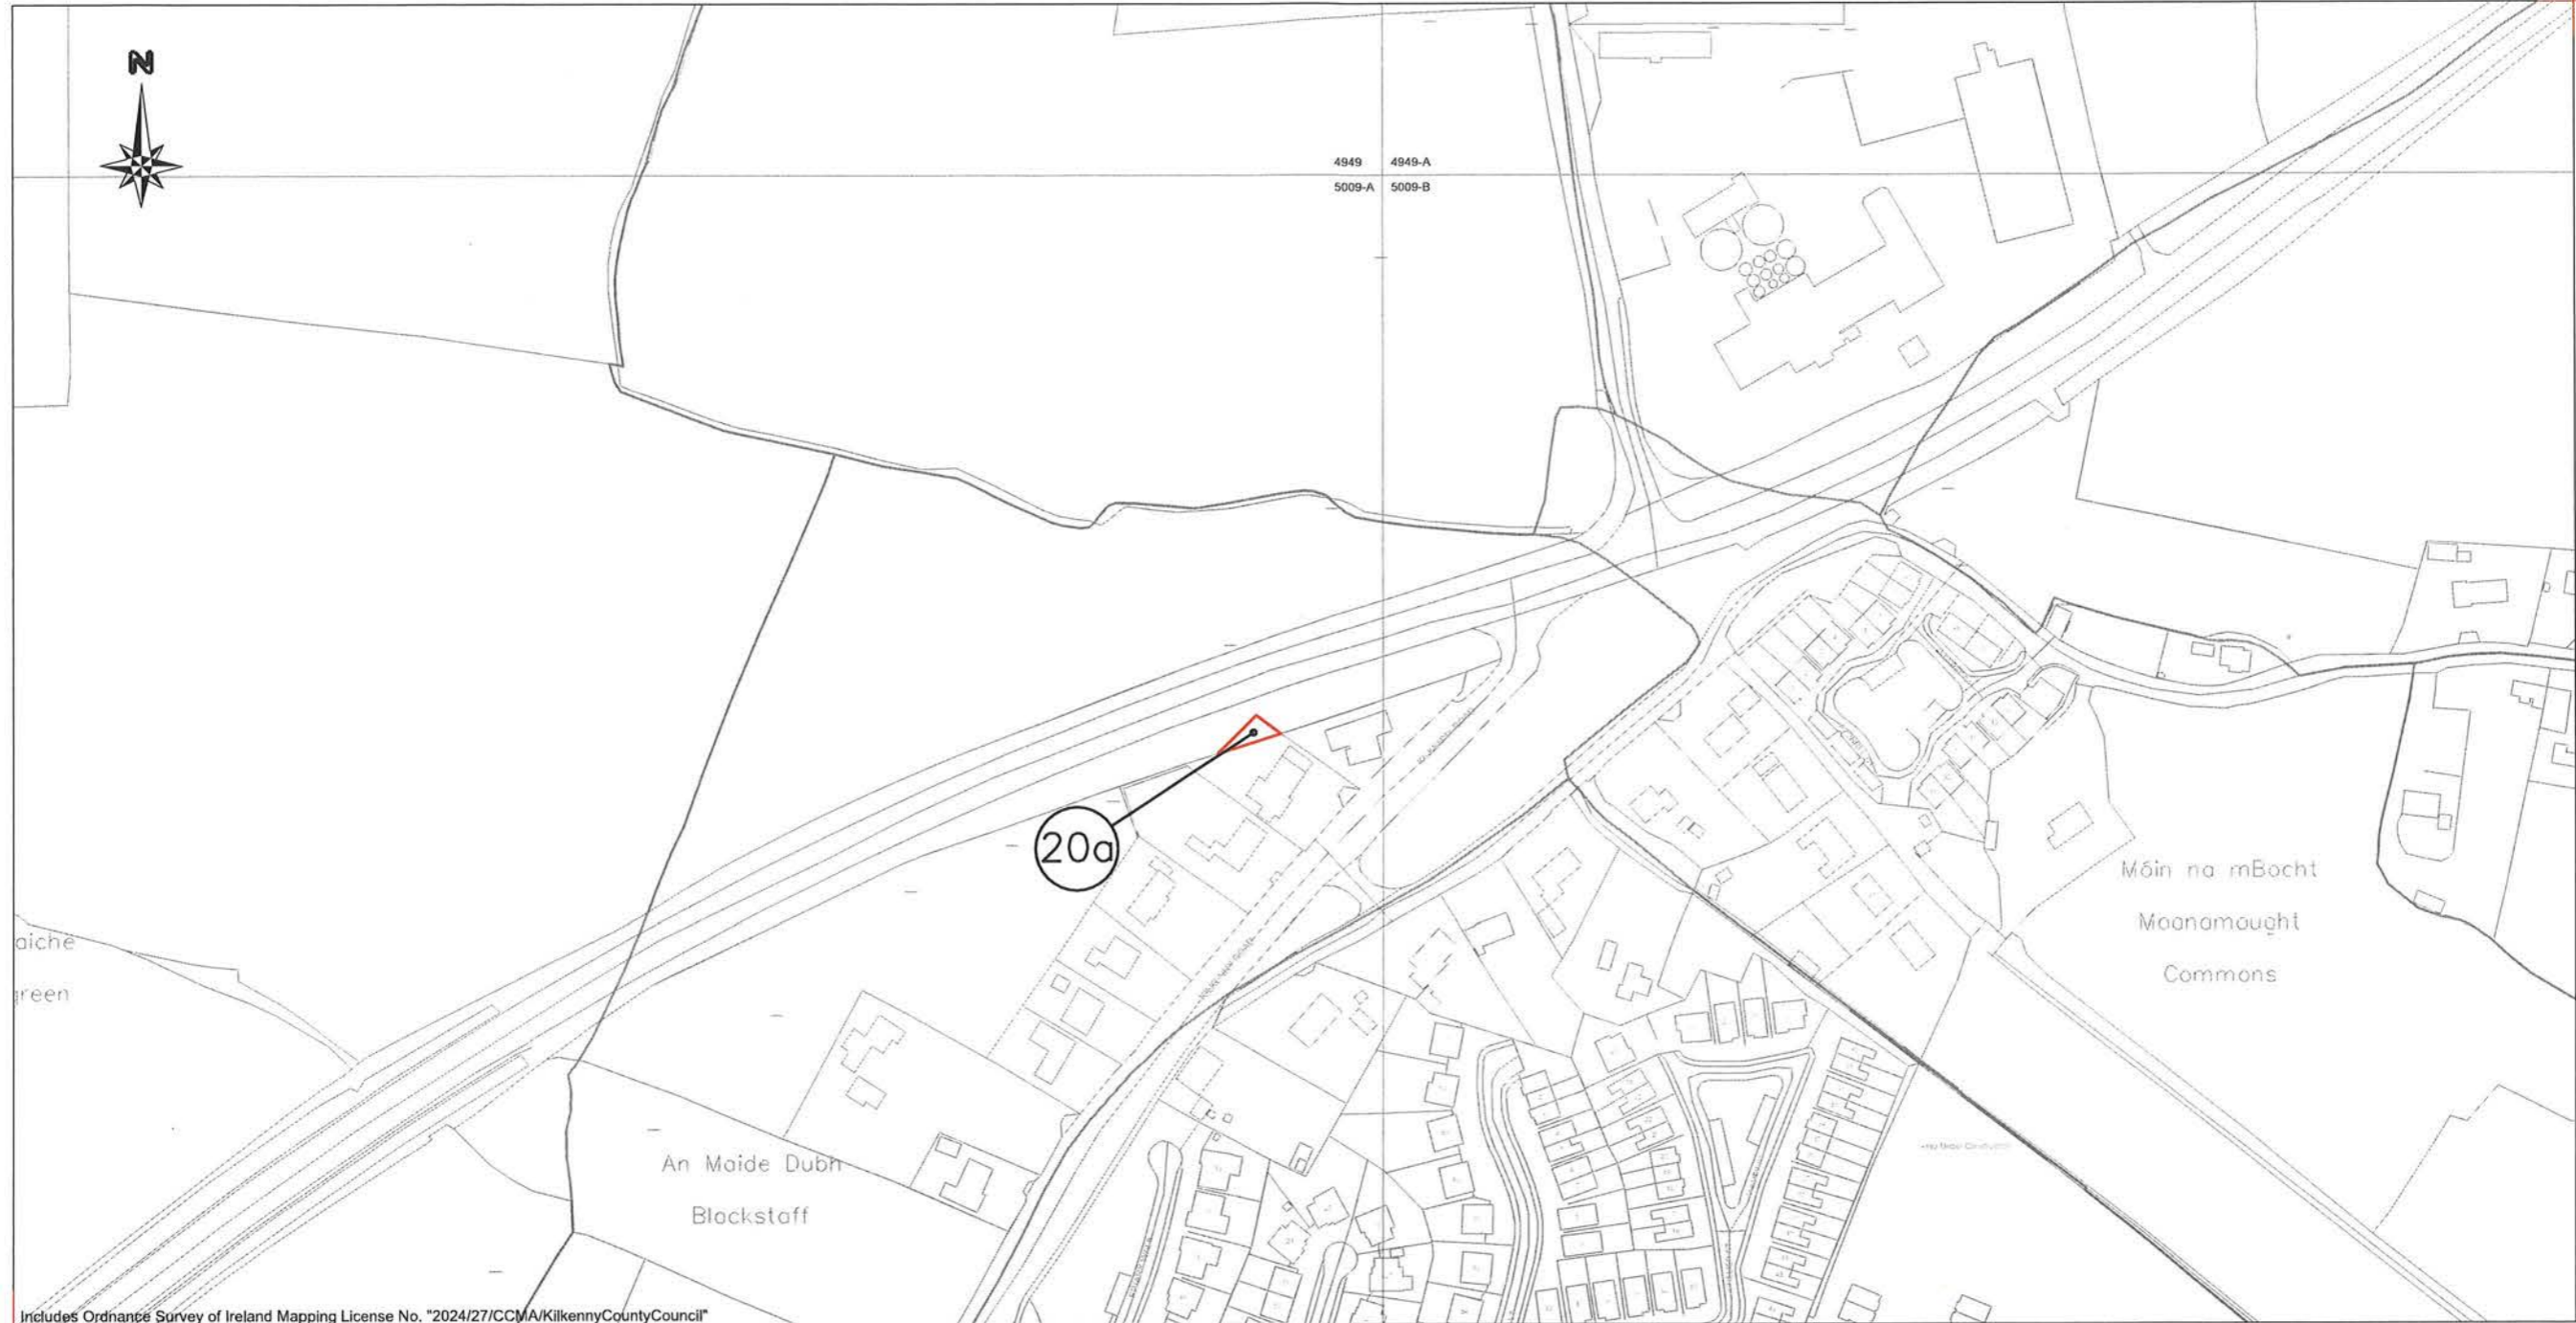 N
4949
4949-A
5009-A
5009-B
20a
Móin na mBocht
Moanamought
Commons
aiche
green
An Maide Dubh
Blackstaff
Includes Ordnance Survey of Ireland Mapping License No. "2024/27/CCMA/KilkennyCountyCouncil"